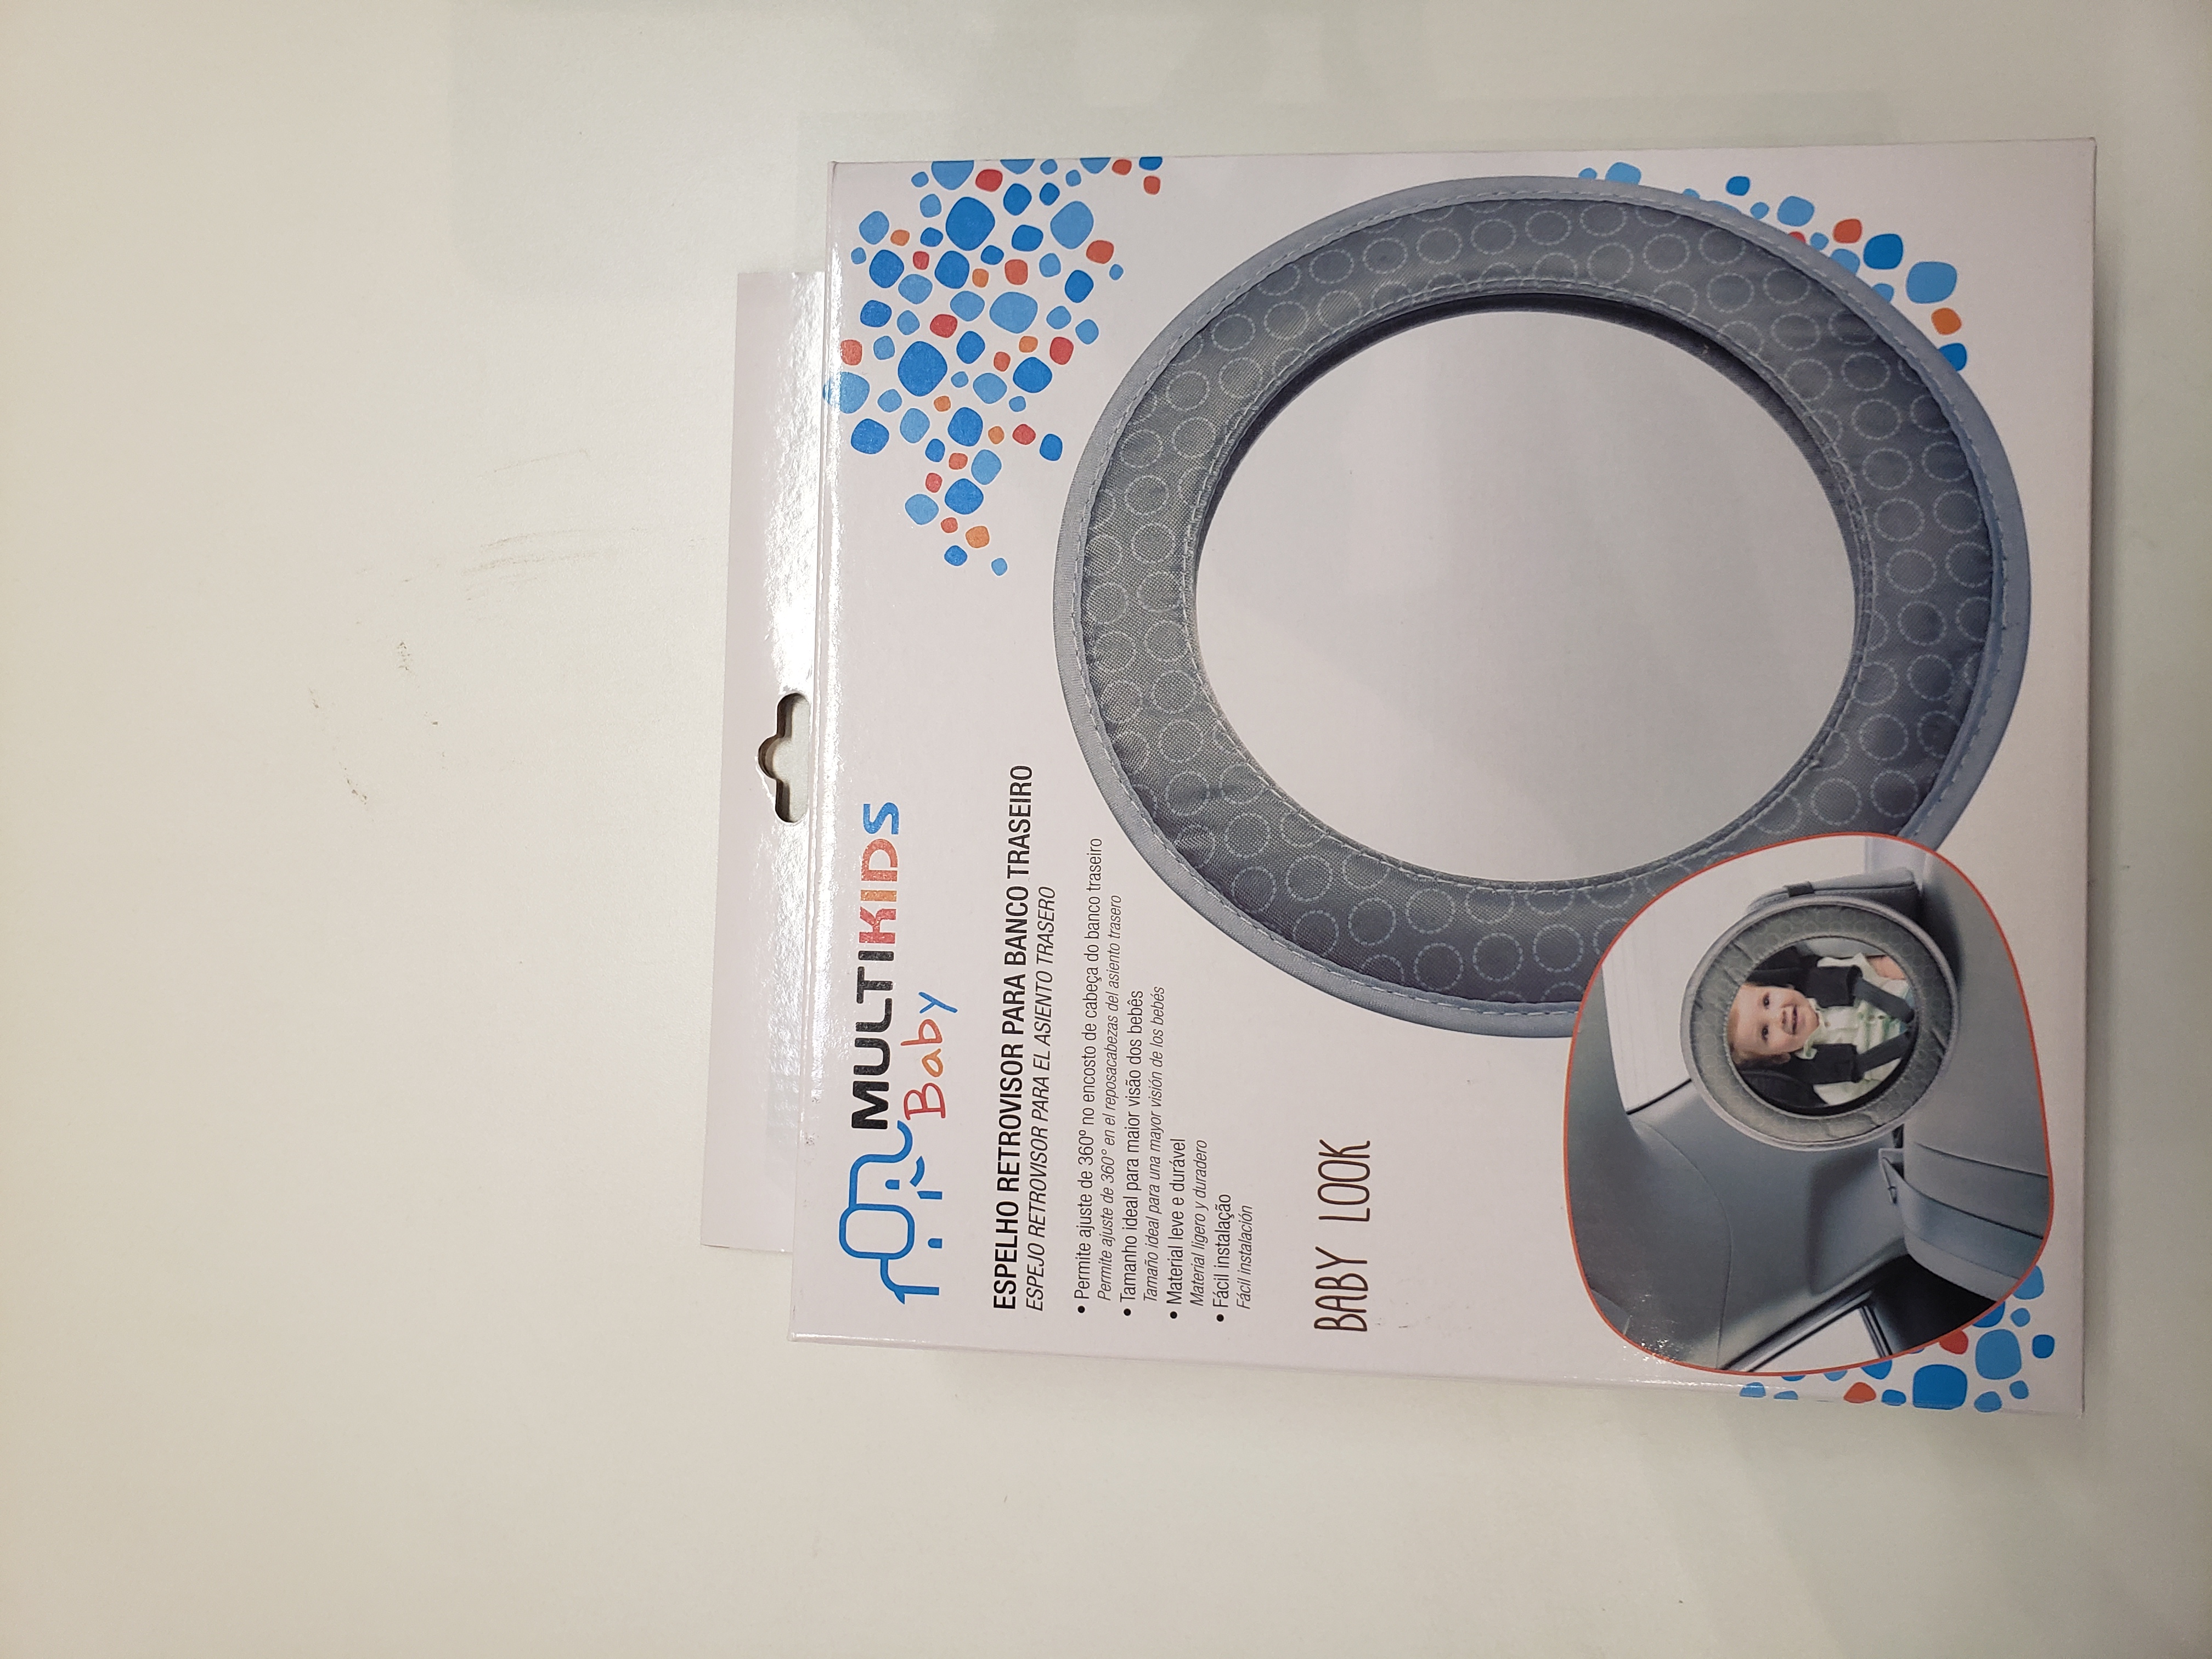 MULTIKIDS
Baby
ESPELHO RETROVISOR PARA BANCO TRASEIRO
ESPEJO RETROVISOR PARA EL ASIENTO TRASERO
• Permite ajuste de 360º no encosto de cabeça do banco traseiro
Permite ajuste de 360° en el reposacabezas del asiento trasero
• Tamanho ideal para maior visão dos bebês
Tamaño ideal para una mayor visión de los bebés
• Material leve e durável
Material ligero y duradero
• Fácil instalação
Fácil instalación
BABY LOOK